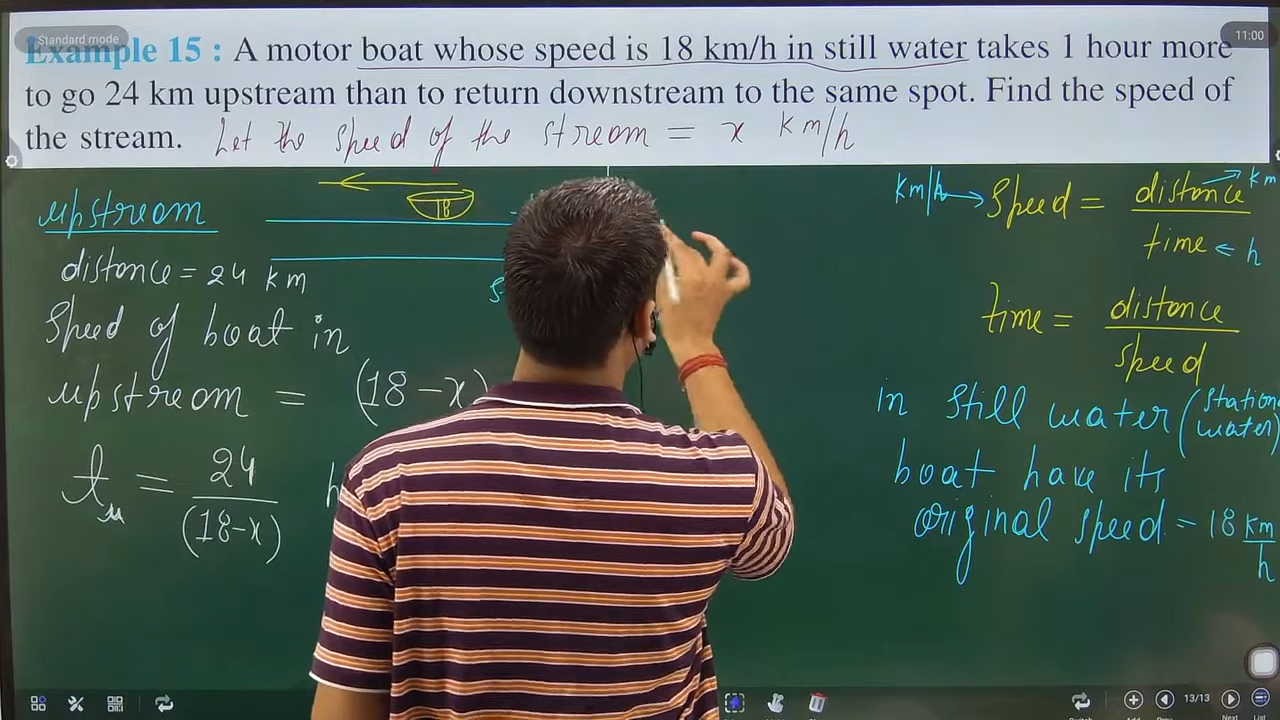 Standard mode
11:00
Example 15 : A motor boat whose speed is 18 km/h in still water takes 1 hour more
to go 24 km upstream than to return downstream to the same spot. Find the speed of
the stream. Let the speed of the stream = x km/h
upstream
18
distance = 24 km
Speed of boat in
upstream = (18-x)
t_u = 24/(18-x) h
km/h → Speed = distance → km
time ← h
time = distance
speed
in still water (station
water)
boat have its
original speed = 18 km/h
13/13
Next
List